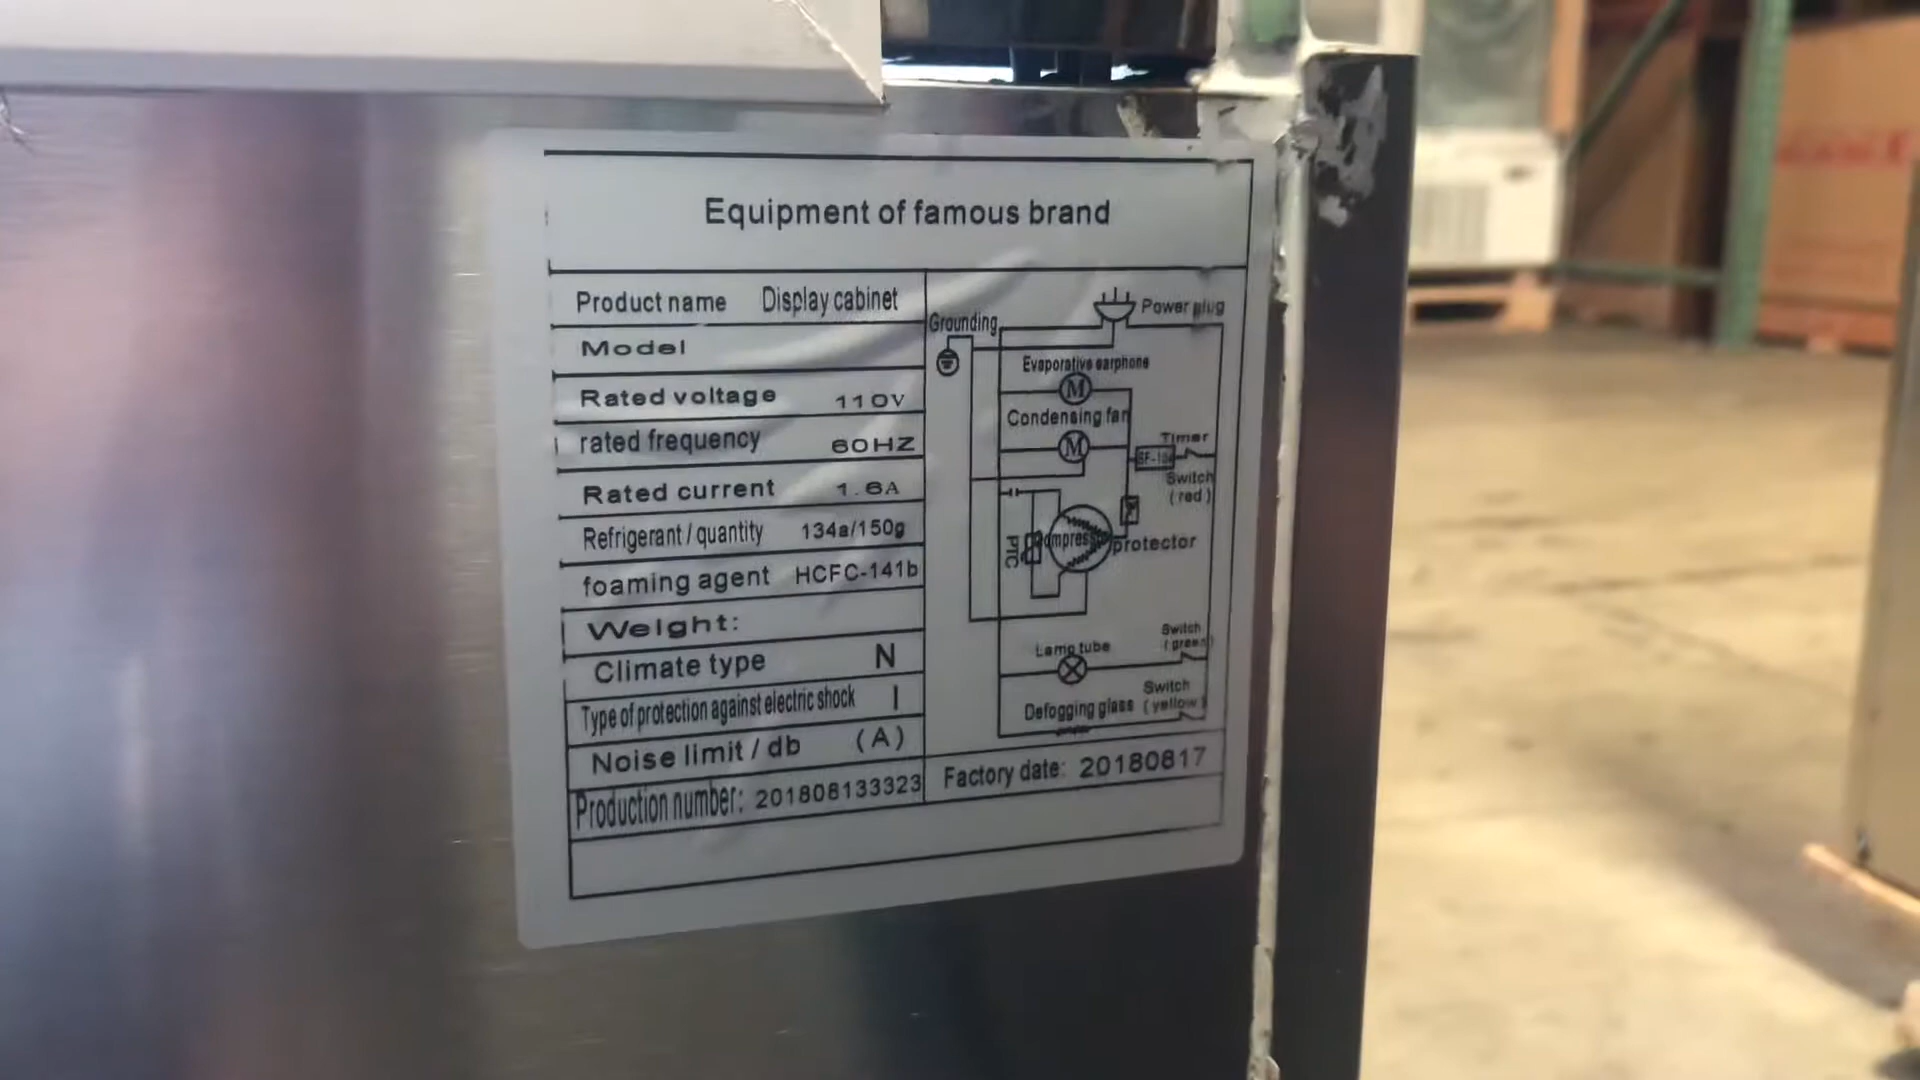 Equipment of famous brand
Product name Display cabinet
Model
Rated voltage 110V
rated frequency 60HZ
Rated current 1.6A
Refrigerant / quantity 134a/150g
foaming agent HCFC-141b
Weight:
Climate type N
Type of protection against electric shock I
Noise limit / db (A)
Production number: 201808133323
Power plug
Grounding
Evaporative earphone
Condensing fan
Timer
Switch
(red)
PTC
protector
Lamp tube
Switch
(green)
Switch
Defogging glass (yellow)
Factory date: 20180817